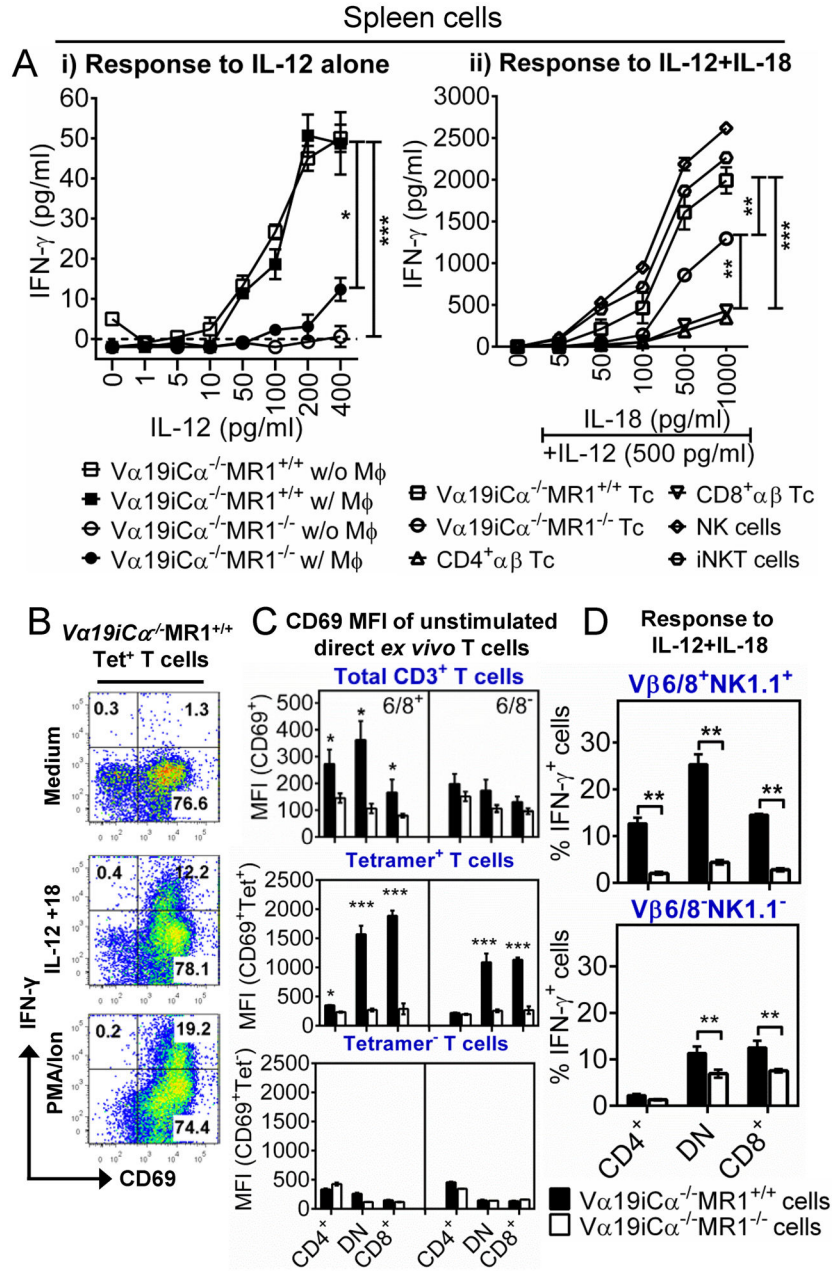 Spleen cells
A
i) Response to IL-12 alone
ii) Response to IL-12+IL-18
IFN-γ (pg/ml)
60
50
40
30
20
10
0
*
***
0 1 5 10 50 100 200 400
IL-12 (pg/ml)
IFN-γ (pg/ml)
3000
2500
2000
1500
1000
500
0
**
**
***
0 5 50 100 500 1000
IL-18 (pg/ml)
+IL-12 (500 pg/ml)
Vα19iCα-/-MR1+/+ w/o Mϕ
Vα19iCα-/-MR1+/+ w/ Mϕ
Vα19iCα-/-MR1-/- w/o Mϕ
Vα19iCα-/-MR1-/- w/ Mϕ
Vα19iCα-/-MR1+/+ Tc
Vα19iCα-/-MR1-/- Tc
CD4+αβ Tc
CD8+αβ Tc
NK cells
iNKT cells
B
Vα19iCα-/-MR1+/+
Tet+ T cells
Medium
0.3 1.3
76.6
IL-12 +18
0.4 12.2
78.1
PMA/Ion
0.2 19.2
74.4
IFN-γ
CD69
C
CD69 MFI of unstimulated
direct ex vivo T cells
Total CD3+ T cells
MFI (CD69+)
500
400
300
200
100
0
6/8+
6/8-
* * *
Tetramer+ T cells
MFI (CD69+Tet+)
2500
2000
1500
1000
500
0
* *** ***
*** ***
Tetramer- T cells
MFI (CD69+Tet-)
2500
2000
1500
1000
500
0
CD4+ DN CD8+
CD4+ DN CD8+
D
Response to
IL-12+IL-18
Vβ6/8+NK1.1+
% IFN-γ+ cells
30
20
10
0
** ** **
Vβ6/8-NK1.1-
% IFN-γ+ cells
30
20
10
0
** **
CD4+ DN CD8+
Vα19iCα-/-MR1+/+ cells
Vα19iCα-/-MR1-/- cells